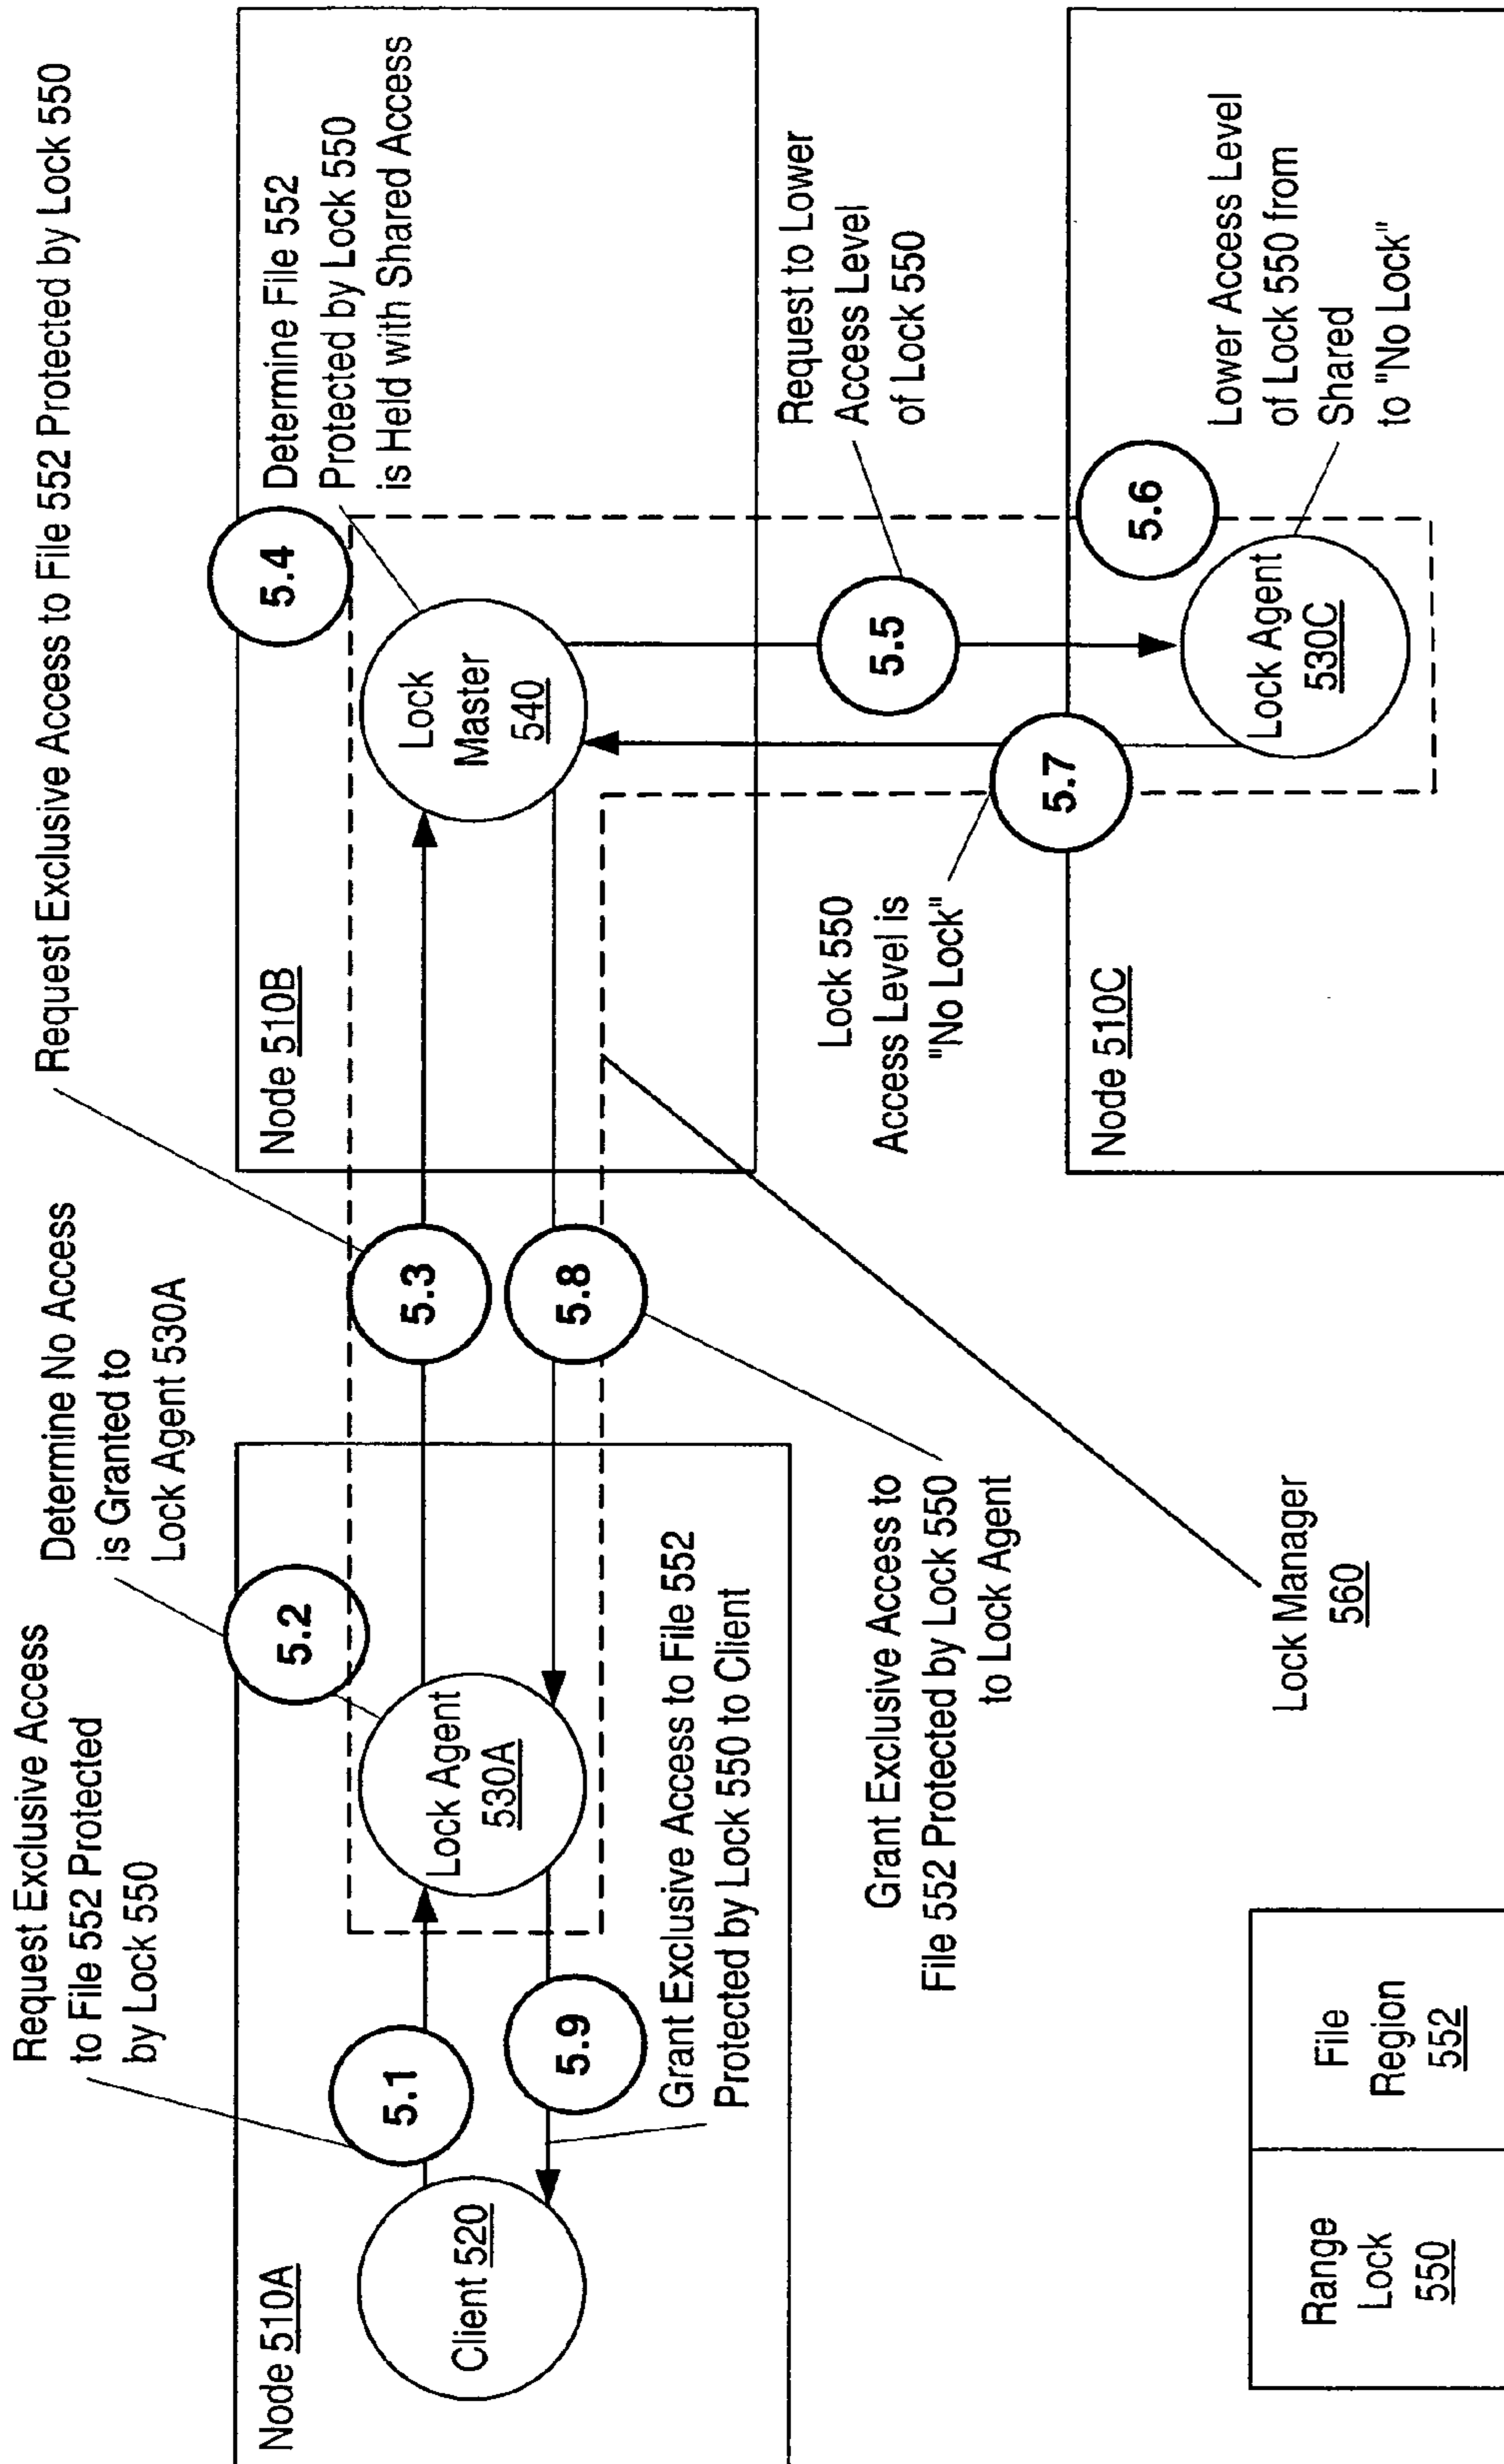 Request Exclusive Access
to File 552 Protected
by Lock 550
Determine No Access
is Granted to
Lock Agent 530A
Request Exclusive Access to File 552 Protected by Lock 550
Node 510A
Client 520
5.1
5.9
5.2
Lock Agent
530A
Grant Exclusive Access to File 552
Protected by Lock 550 to Client
5.3
5.8
Node 510B
5.4
Determine File 552
Protected by Lock 550
is Held with Shared Access
Lock
Master
540
Grant Exclusive Access to
File 552 Protected by Lock 550
to Lock Agent
Lock 550
Access Level is
"No Lock"
5.7
5.5
Request to Lower
Access Level
of Lock 550
Node 510C
5.6
Lock Agent
530C
Lower Access Level
of Lock 550 from
Shared
to "No Lock"
Lock Manager
560
Range
Lock
550
File
Region
552